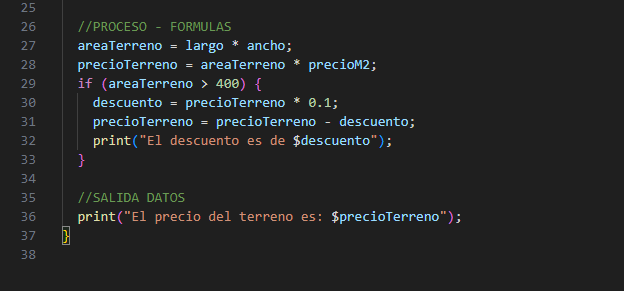 25
26 //PROCESO - FORMULAS
27 areaTerreno = largo * ancho;
28 precioTerreno = areaTerreno * precioM2;
29 if (areaTerreno > 400) {
30 descuento = precioTerreno * 0.1;
31 precioTerreno = precioTerreno - descuento;
32 print("El descuento es de $descuento");
33 }
34
35 //SALIDA DATOS
36 print("El precio del terreno es: $precioTerreno");
37 }
38